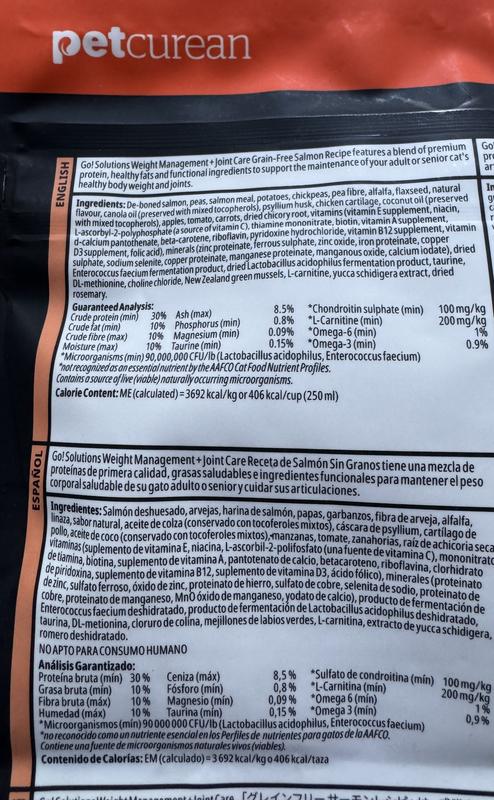 petcurean
ENGLISH
Go! Solutions Weight Management + Joint Care Grain-Free Salmon Recipe features a blend of premium
protein, healthy fats and functional ingredients to support the maintenance of your adult or senior cat's
healthy body weight and joints.
Ingredients: De-boned salmon, peas, salmon meal, potatoes, chickpeas, pea fibre, alfalfa, flaxseed, natural
flavour, canola oil (preserved with mixed tocopherols), psyllium husk, chicken cartilage, coconut oil (preserved
with mixed tocopherols), apples, tomato, carrots, dried chicory root, vitamins (vitamin E supplement, niacin,
L-ascorbyl-2-polyphosphate (a source of vitamin C), thiamine mononitrate, biotin, vitamin A supplement,
d-calcium pantothenate, beta-carotene, riboflavin, pyridoxine hydrochloride, vitamin B12 supplement, vitamin
D3 supplement, folic acid), minerals (zinc proteinate, ferrous sulphate, zinc oxide, iron proteinate, copper
sulphate, sodium selenite, copper proteinate, manganese proteinate, manganous oxide, calcium iodate), dried
Enterococcus faecium fermentation product, dried Lactobacillus acidophilus fermentation product, taurine,
DL-methionine, choline chloride, New Zealand green mussels, L-carnitine, yucca schidigera extract, dried
rosemary.
Guaranteed Analysis:
Crude protein (min) 30% Ash (max) 8.5% *Chondroitin sulphate (min) 100 mg/kg
Crude fat (min) 10% Phosphorus (min) 0.8% *L-Carnitine (min) 200 mg/kg
Crude fibre (max) 10% Magnesium (min) 0.09% *Omega-6 (min) 1%
Moisture (max) 10% Taurine (min) 0.15% *Omega-3 (min) 0.9%
*Microorganisms (min) 90,000,000 CFU/lb (Lactobacillus acidophilus, Enterococcus faecium)
*not recognized as an essential nutrient by the AAFCO Cat Food Nutrient Profiles.
Contains a source of live (viable) naturally occurring microorganisms.
Calorie Content: ME (calculated) = 3692 kcal/kg or 406 kcal/cup (250 ml)
ESPAÑOL
Go! Solutions Weight Management + Joint Care Receta de Salmón Sin Granos tiene una mezcla de
proteínas de primera calidad, grasas saludables e ingredientes funcionales para mantener el peso
corporal saludable de su gato adulto o senior y cuidar sus articulaciones.
Ingredientes: Salmón deshuesado, arvejas, harina de salmón, papas, garbanzos, fibra de arveja, alfalfa,
linaza, sabor natural, aceite de colza (conservado con tocoferoles mixtos), cáscara de psyllium, cartílago de
pollo, aceite de coco (conservado con tocoferoles mixtos), manzanas, tomate, zanahorias, raíz de achicoria seca
vitaminas (suplemento de vitamina E, niacina, L-ascorbil-2-polifosfato (una fuente de vitamina C), mononitrato
de tiamina, biotina, suplemento de vitamina A, pantotenato de calcio, betacaroteno, riboflavina, clorhidrato
de piridoxina, suplemento de vitamina B12, suplemento de vitamina D3, ácido fólico), minerales (proteinato
de zinc, sulfato ferroso, óxido de zinc, proteinato de hierro, sulfato de cobre, selenita de sodio, proteinato de
cobre, proteinato de manganeso, MnO óxido de manganeso, yodato de calcio), producto de fermentación de
Enterococcus faecium deshidratado, producto de fermentación de Lactobacillus acidophilus deshidratado,
taurina, DL-metionina, cloruro de colina, mejillones de labios verdes, L-carnitina, extracto de yucca schidigera,
romero deshidratado.
NO APTO PARA CONSUMO HUMANO
Análisis Garantizado:
Proteína bruta (mín) 30 % Ceniza (máx) 8,5 % *Sulfato de condroitina (mín) 100 mg/kg
Grasa bruta (mín) 10 % Fósforo (mín) 0,8 % *L-Carnitina (mín) 200 mg/kg
Fibra bruta (máx) 10 % Magnesio (mín) 0,09 % *Omega 6 (mín) 1 %
Humedad (máx) 10 % Taurina (mín) 0,15 % *Omega 3 (mín) 0,9 %
*Microorganismos (mín) 90 000 000 CFU/lb (Lactobacillus acidophilus, Enterococcus faecium)
*no reconocido como un nutriente esencial en los Perfiles de nutrientes para gatos de la AAFCO.
Contiene una fuente de microorganismos naturales vivos (viables).
Contenido de Calorías: EM (calculado) = 3 692 kcal/kg o 406 kcal/taza